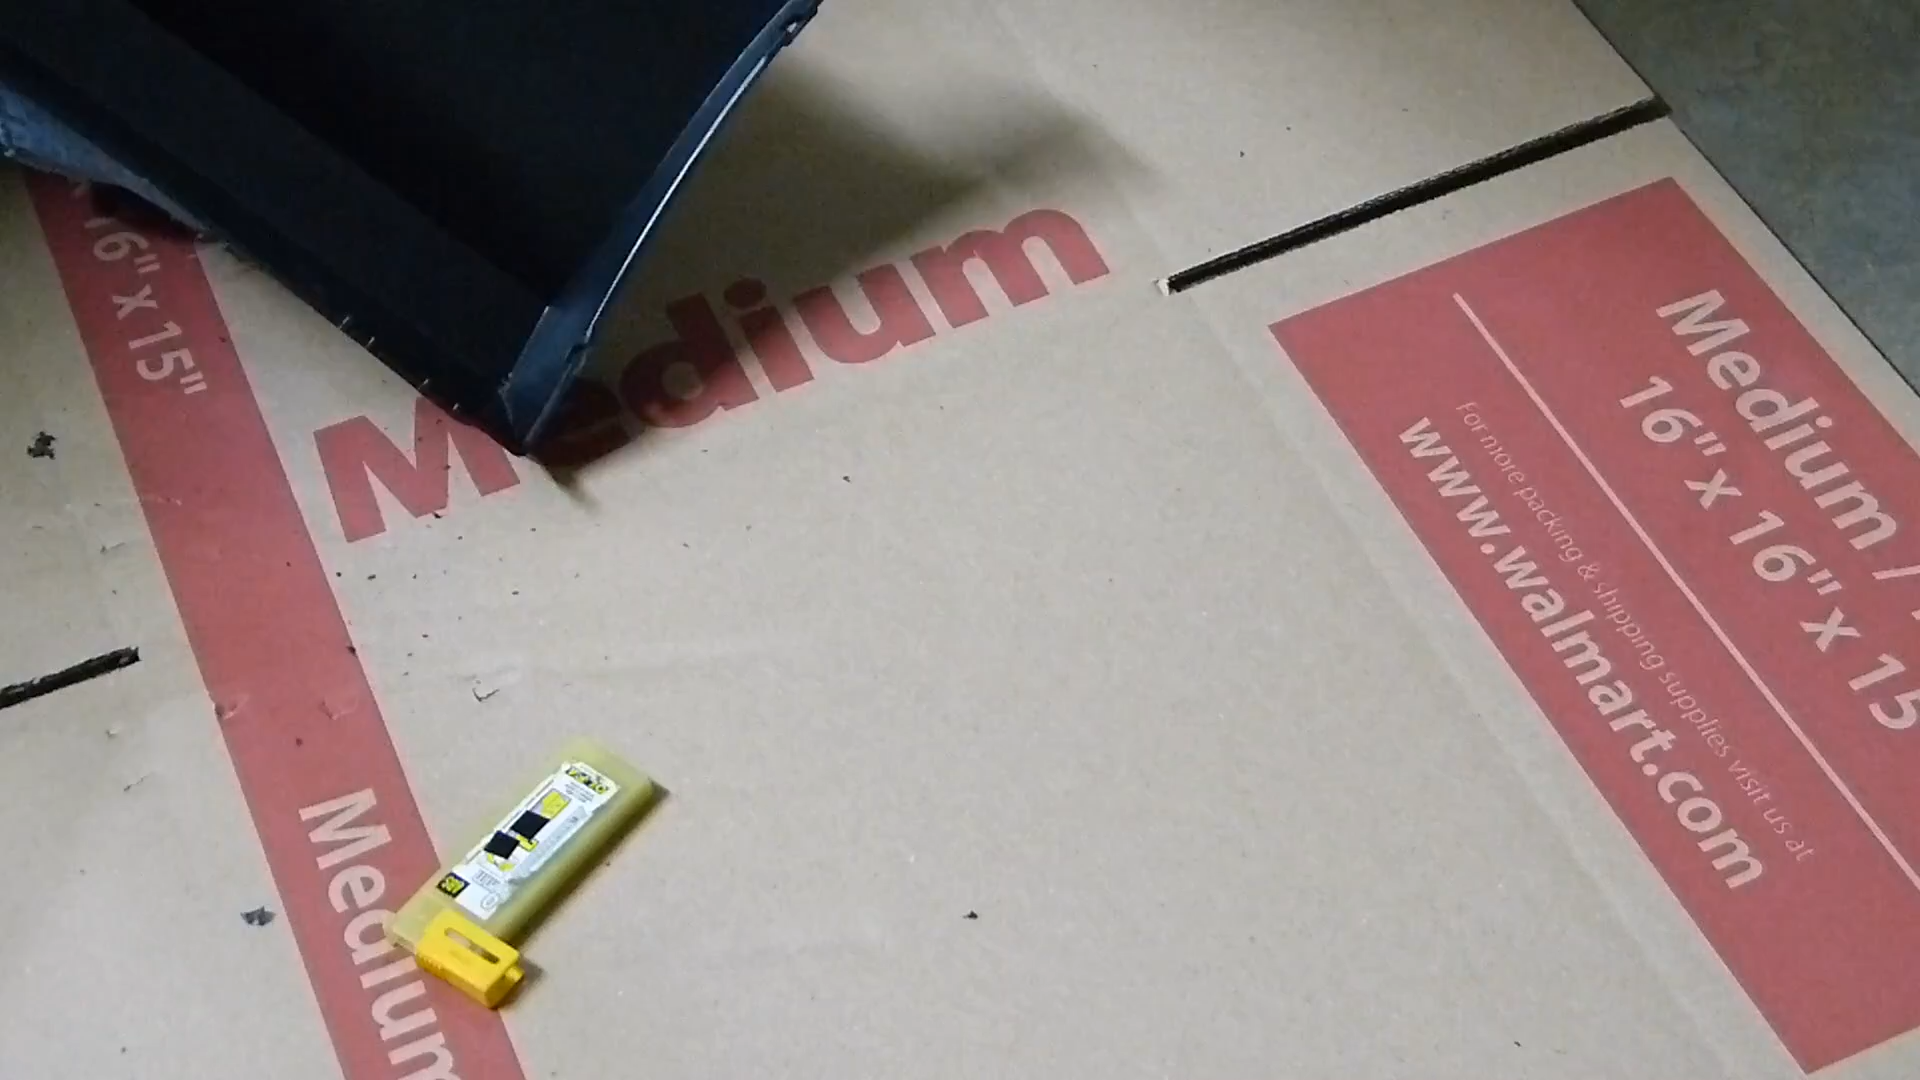 16" x 15"
Medium
Medium /
16" x 16" x 15
For more packing & shipping supplies visit us at
www.walmart.com
Medium
OLFA